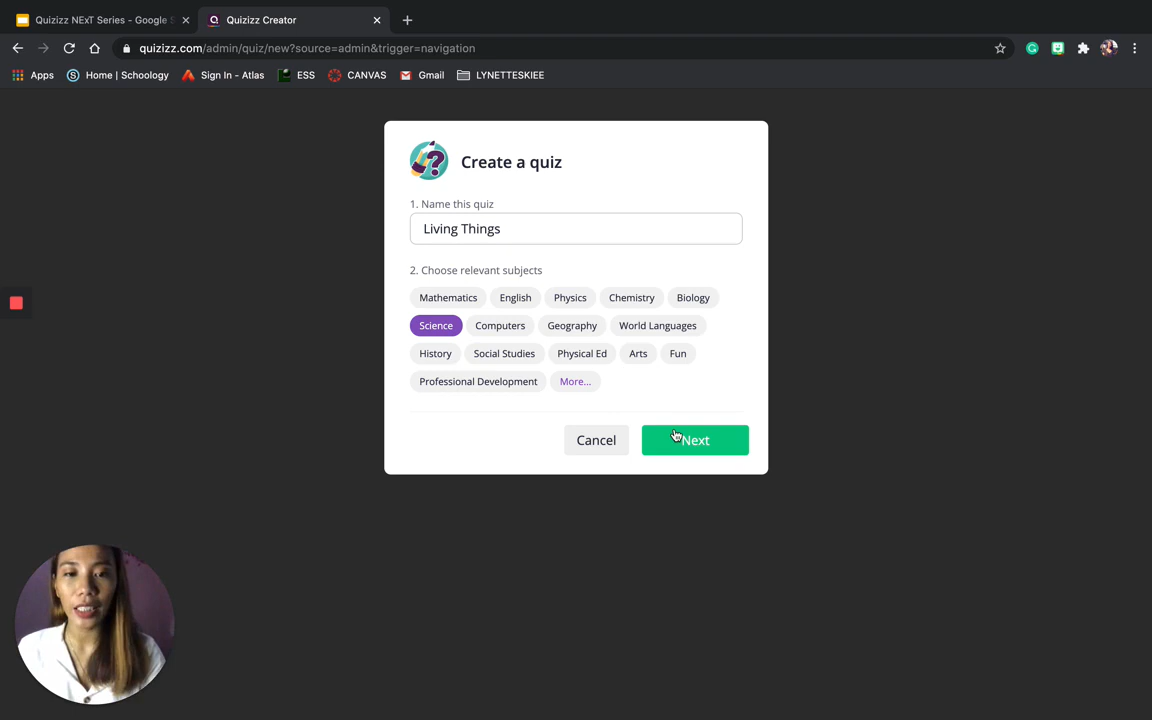 Quizizz NExT Series - Google S
Quizizz Creator
quizizz.com/admin/quiz/new?source=admin&trigger=navigation
Apps
Home | Schoology
Sign In - Atlas
ESS
CANVAS
Gmail
LYNETTESKIEE
Create a quiz
1. Name this quiz
Living Things
2. Choose relevant subjects
Mathematics English Physics Chemistry Biology
Science Computers Geography World Languages
History Social Studies Physical Ed Arts Fun
Professional Development More...
Cancel Next